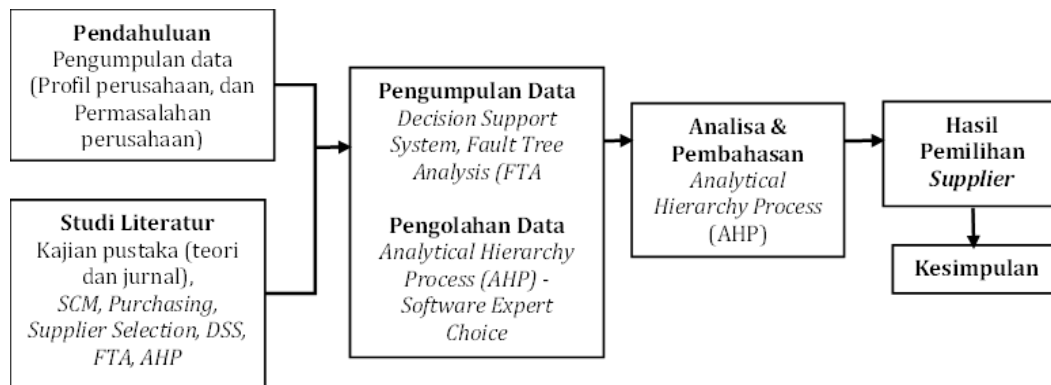 Pendahuluan
Pengumpulan data
(Profil perusahaan, dan
Permasalahan
perusahaan)
Studi Literatur
Kajian pustaka (teori
dan jurnal),
SCM, Purchasing,
Supplier Selection, DSS,
FTA, AHP
Pengumpulan Data
Decision Support
System, Fault Tree
Analysis (FTA
Pengolahan Data
Analytical Hierarchy
Process (AHP) -
Software Expert
Choice
Analisa &
Pembahasan
Analytical
Hierarchy Process
(AHP)
Hasil
Pemilihan
Supplier
Kesimpulan